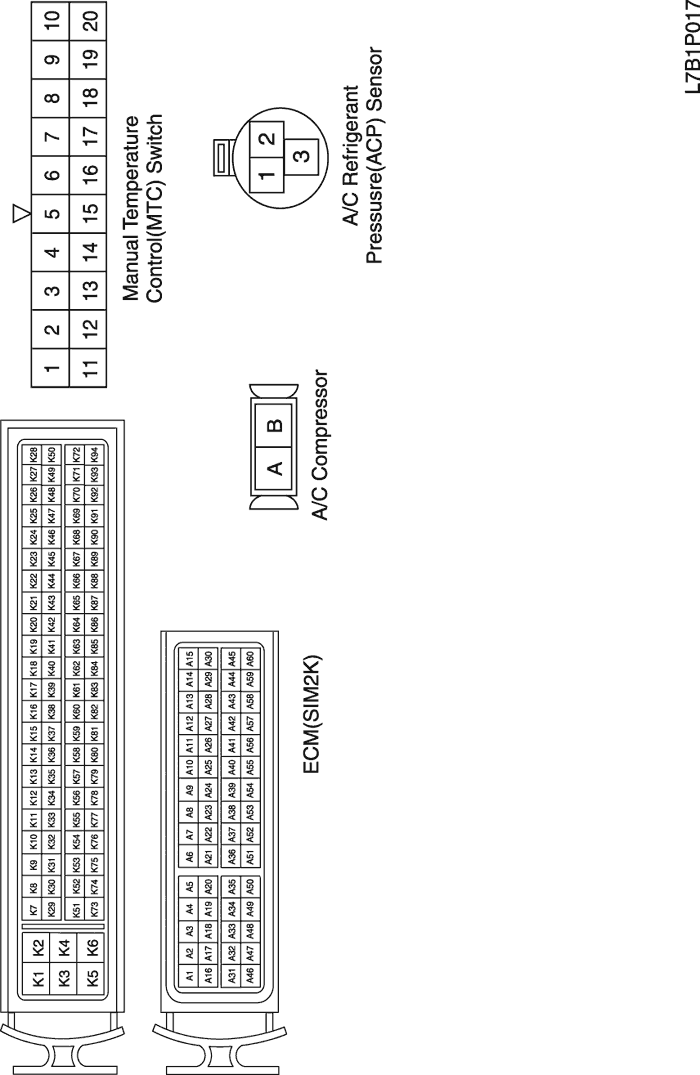 K1 K2
K3 K4
K5 K6
K7 K8 K9 K10 K11 K12 K13 K14 K15 K16 K17 K18 K19 K20 K21 K22 K23 K24 K25 K26 K27 K28
K29 K30 K31 K32 K33 K34 K35 K36 K37 K38 K39 K40 K41 K42 K43 K44 K45 K46 K47 K48 K49 K50
K51 K52 K53 K54 K55 K56 K57 K58 K59 K60 K61 K62 K63 K64 K65 K66 K67 K68 K69 K70 K71 K72
K73 K74 K75 K76 K77 K78 K79 K80 K81 K82 K83 K84 K85 K86 K87 K88 K89 K90 K91 K92 K93 K94
1 2 3 4 5 6 7 8 9 10
11 12 13 14 15 16 17 18 19 20
Manual Temperature
Control(MTC) Switch
A1 A2 A3 A4 A5 A6 A7 A8 A9 A10 A11 A12 A13 A14 A15
A16 A17 A18 A19 A20 A21 A22 A23 A24 A25 A26 A27 A28 A29 A30
A31 A32 A33 A34 A35 A36 A37 A38 A39 A40 A41 A42 A43 A44 A45
A46 A47 A48 A49 A50 A51 A52 A53 A54 A55 A56 A57 A58 A59 A60
ECM(SIM2K)
A B
A/C Compressor
1 2
3
A/C Refrigerant
Pressusre(ACP) Sensor
L7B1P017